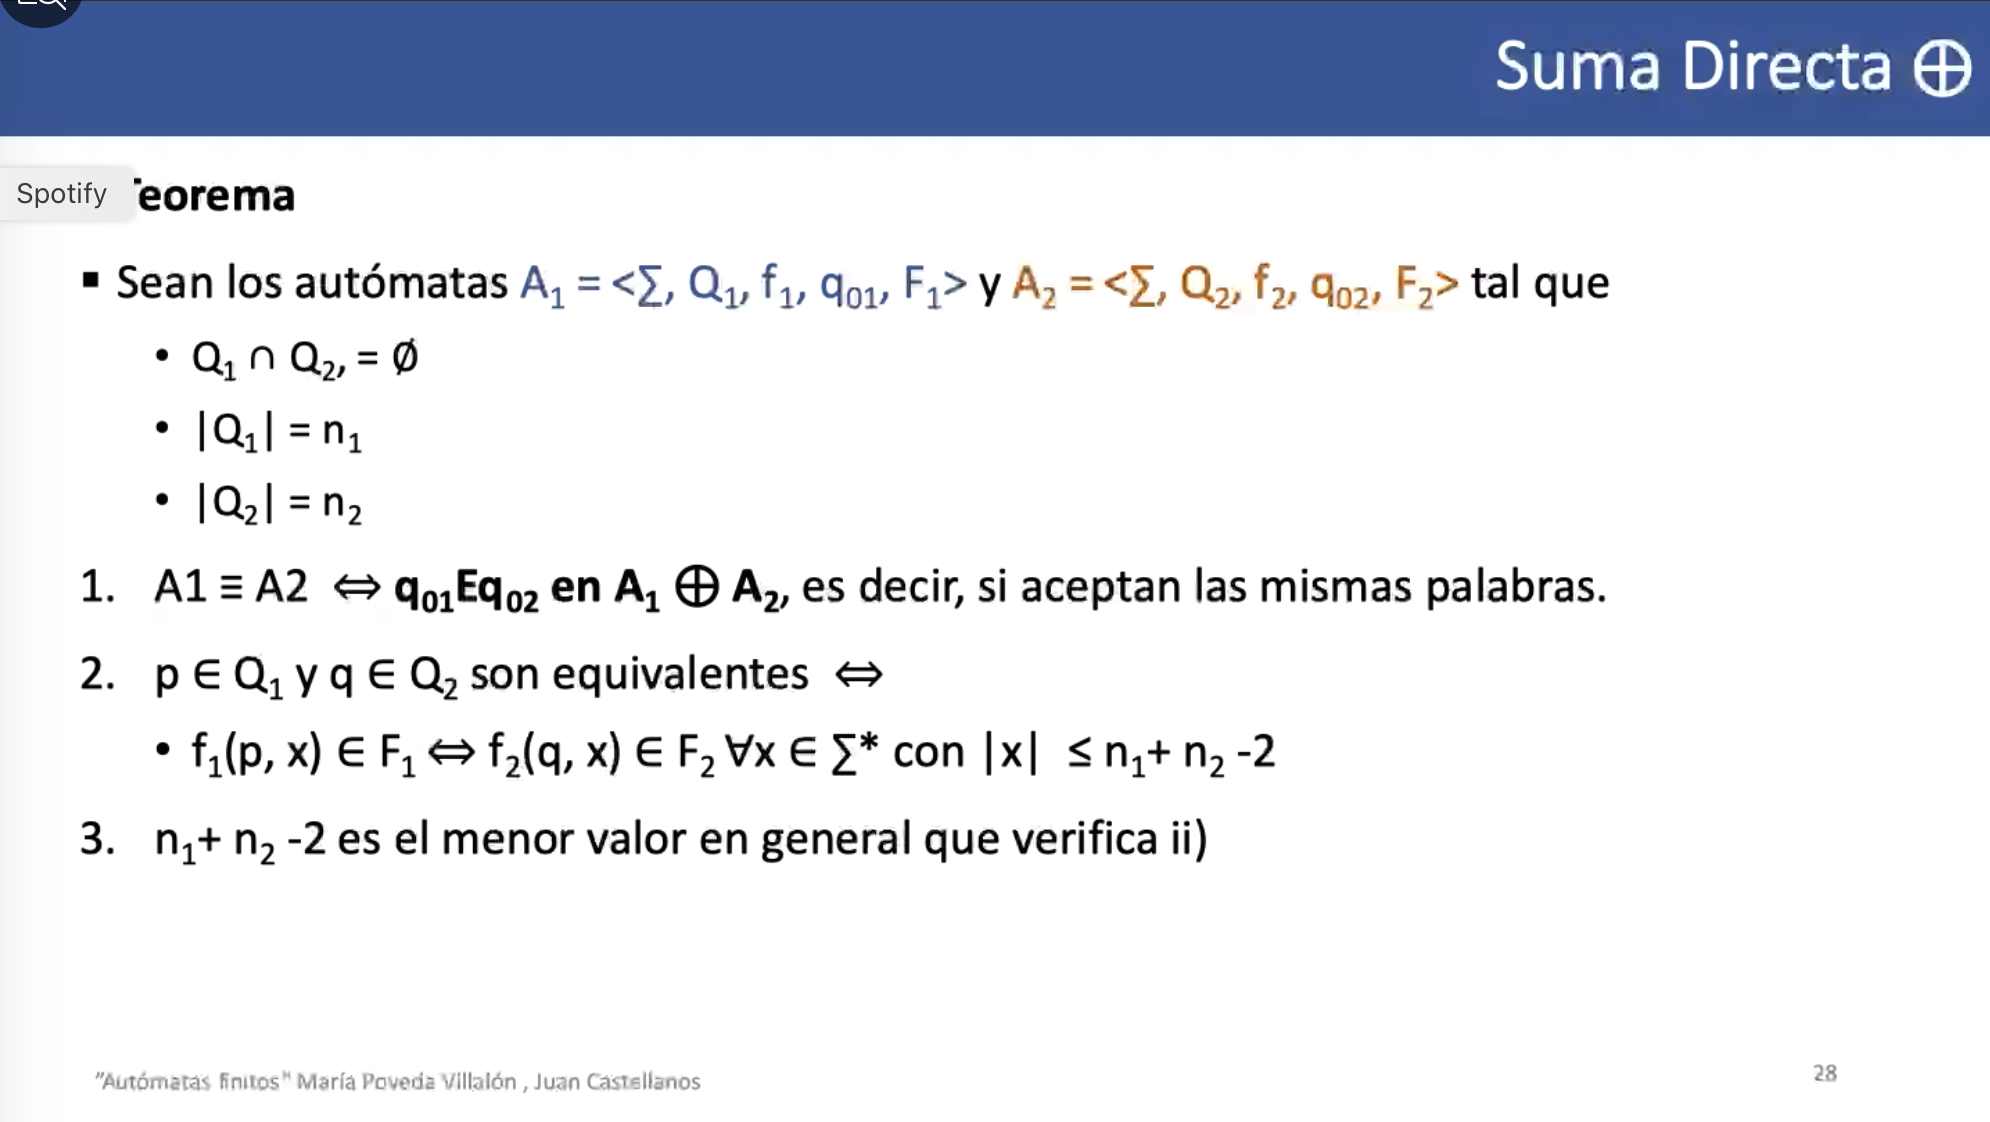 Suma Directa ⊕
Spotify
Teorema
▪ Sean los autómatas A₁ = <∑, Q₁, f₁, q₀₁, F₁> y A₂ = <∑, Q₂, f₂, q₀₂, F₂> tal que
• Q₁ ∩ Q₂, = Ø
• |Q₁| = n₁
• |Q₂| = n₂
1. A1 ≡ A2 ⇔ q₀₁Eq₀₂ en A₁ ⊕ A₂, es decir, si aceptan las mismas palabras.
2. p ∈ Q₁ y q ∈ Q₂ son equivalentes ⇔
• f₁(p, x) ∈ F₁ ⇔ f₂(q, x) ∈ F₂ ∀x ∈ ∑* con |x| ≤ n₁+ n₂ -2
3. n₁+ n₂ -2 es el menor valor en general que verifica ii)
"Autómatas finitos" María Poveda Villalón , Juan Castellanos
28